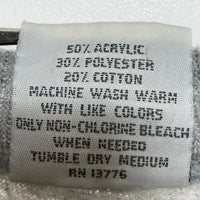 50% ACRYLIC
30% POLYESTER
20% COTTON
MACHINE WASH WARM
WITH LIKE COLORS
ONLY NON-CHLORINE BLEACH
WHEN NEEDED
TUMBLE DRY MEDIUM
RN 13776